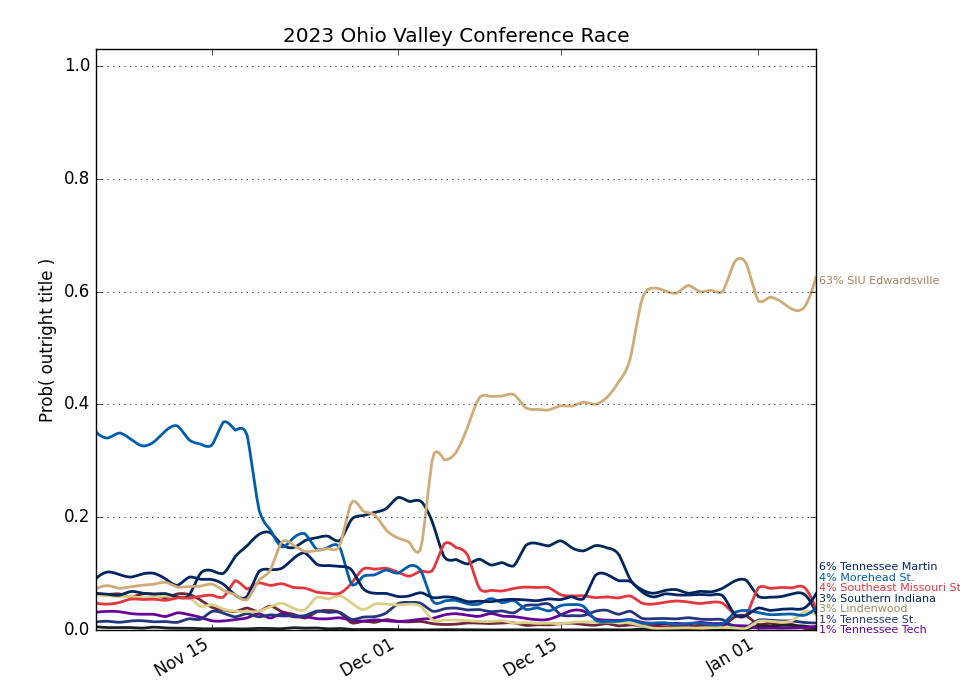 2023 Ohio Valley Conference Race
Prob( outright title )
1.0
0.8
0.6
0.4
0.2
0.0
Nov 15
Dec 01
Dec 15
Jan 01
63% SIU Edwardsville
6% Tennessee Martin
4% Morehead St.
4% Southeast Missouri St
3% Southern Indiana
3% Lindenwood
1% Tennessee St.
1% Tennessee Tech